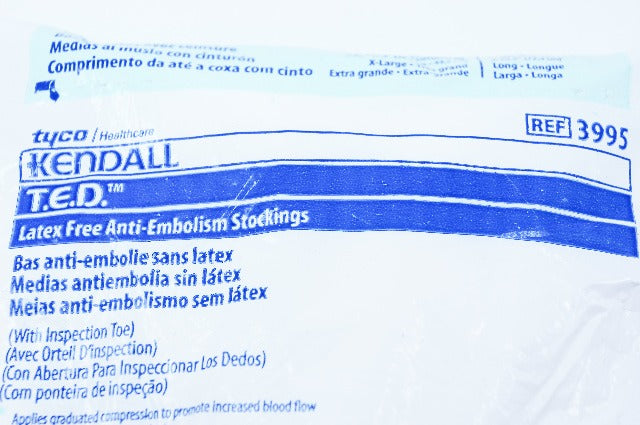 Medias al muslo con cinturón
Comprimento da até a coxa com cinto
X-Large
Extra grande · Extra grande
Long · Longue
Larga · Longa
tyco / Healthcare
REF 3995
KENDALL
T.E.D.™
Latex Free Anti-Embolism Stockings
Bas anti-embolie sans latex
Medias antiembolia sin látex
Meias anti-embolismo sem látex
(With Inspection Toe)
(Avec Orteil D'inspection)
(Con Abertura Para Inspeccionar Los Dedos)
(Com ponteira de inspeção)
Applies graduated compression to promote increased blood flow